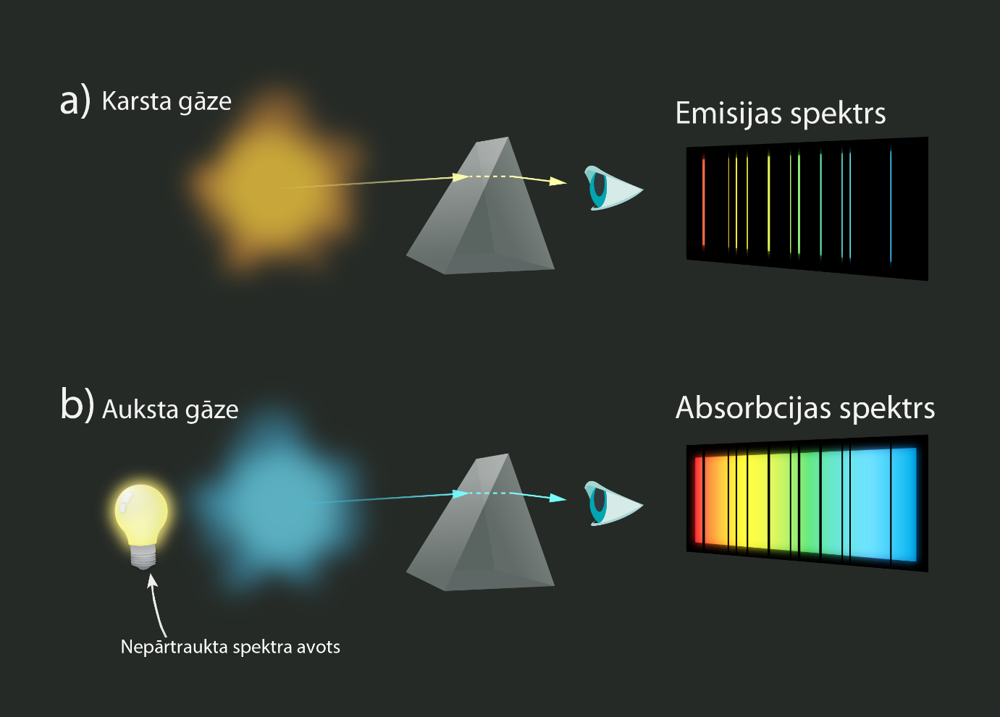 a) Karsta gāze
Emisijas spektrs
b) Auksta gāze
Absorbcijas spektrs
Nepārtraukta spektra avots